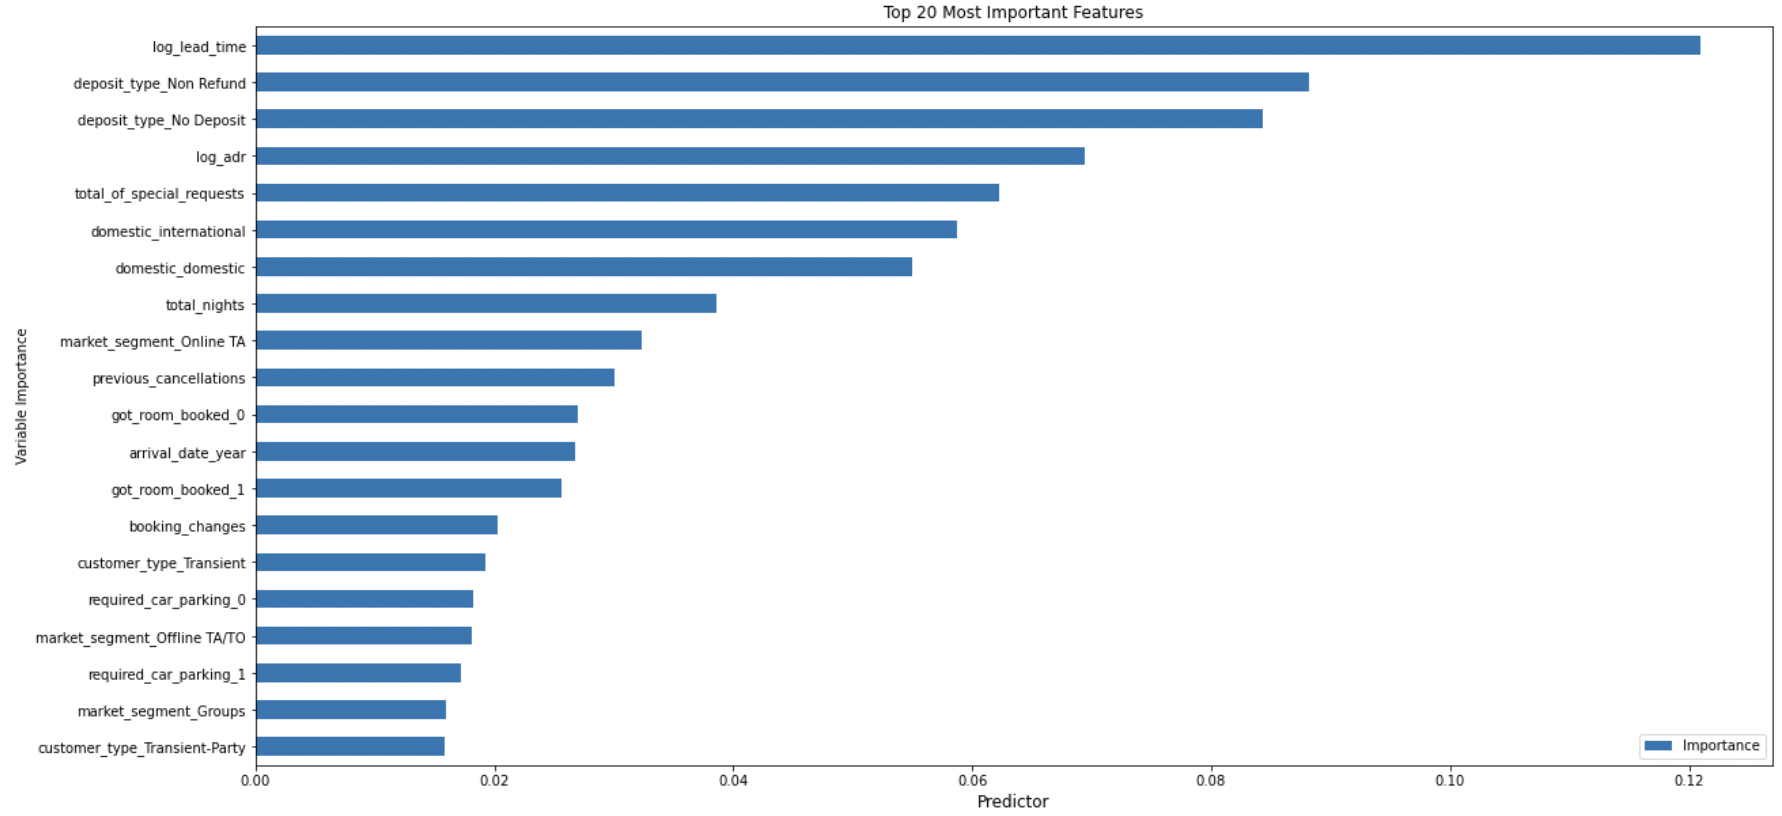 Top 20 Most Important Features
Variable Importance
log_lead_time
deposit_type_Non Refund
deposit_type_No Deposit
log_adr
total_of_special_requests
domestic_international
domestic_domestic
total_nights
market_segment_Online TA
previous_cancellations
got_room_booked_0
arrival_date_year
got_room_booked_1
booking_changes
customer_type_Transient
required_car_parking_0
market_segment_Offline TA/TO
required_car_parking_1
market_segment_Groups
customer_type_Transient-Party
Importance
0.00 0.02 0.04 0.06 0.08 0.10 0.12
Predictor